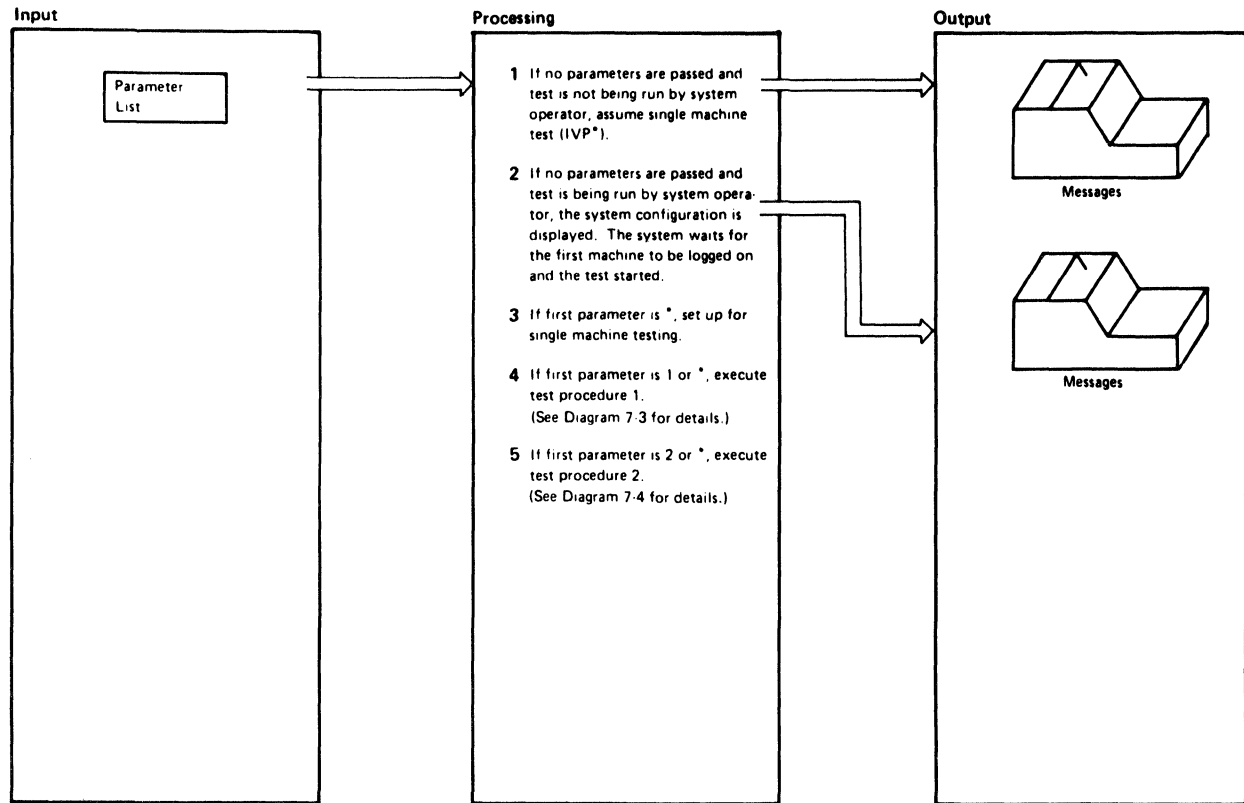 Input
Parameter
List
Processing
1 If no parameters are passed and
test is not being run by system
operator, assume single machine
test (IVP*).
2 If no parameters are passed and
test is being run by system opera-
tor, the system configuration is
displayed. The system waits for
the first machine to be logged on
and the test started.
3 If first parameter is *, set up for
single machine testing.
4 If first parameter is 1 or *, execute
test procedure 1.
(See Diagram 7-3 for details.)
5 If first parameter is 2 or *, execute
test procedure 2.
(See Diagram 7-4 for details.)
Output
Messages
Messages